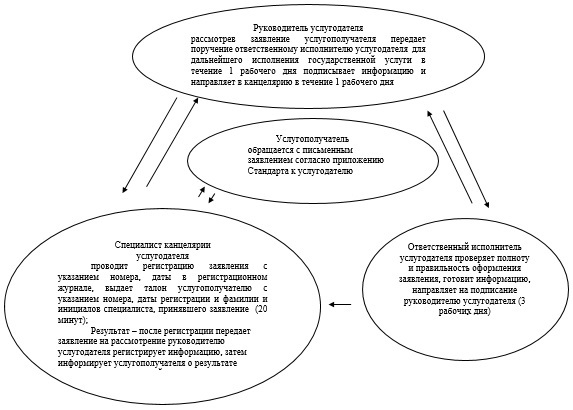 Руководитель услугодателя
рассмотрев заявление услугополучателя передает
поручение ответственному исполнителю услугодателя для
дальнейшего исполнения государственной услуги в
течение 1 рабочего дня подписывает информацию и
направляет в канцелярию в течение 1 рабочего дня
Услугополучатель
обращается с письменным
заявлением согласно приложению
Стандарта к услугодателю
Специалист канцелярии
услугодателя
проводит регистрацию заявления с
указанием номера, даты в регистрационном
журнале, выдает талон услугополучателю с
указанием номера, даты регистрации и фамилии и
инициалов специалиста, принявшего заявление (20
минут);
Результат – после регистрации передает
заявление на рассмотрение руководителю
услугодателя регистрирует информацию, затем
информирует услугополучателя о результате
Ответственный исполнитель
услугодателя проверяет полноту
и правильность оформления
заявления, готовит информацию,
направляет на подписание
руководителю услугодателя (3
рабочих дня)